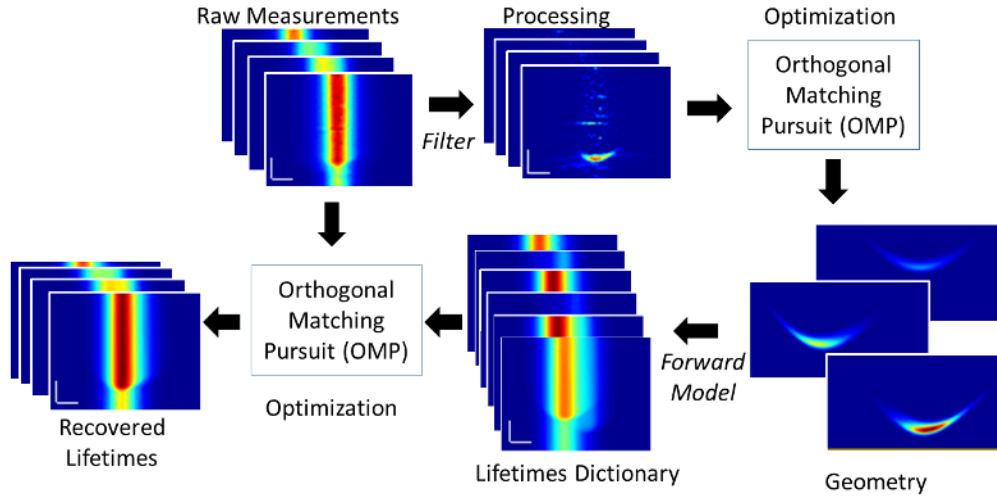 Raw Measurements
Processing
Optimization
Filter
Orthogonal
Matching
Pursuit (OMP)
Orthogonal
Matching
Pursuit (OMP)
Optimization
Forward
Model
Recovered
Lifetimes
Lifetimes Dictionary
Geometry